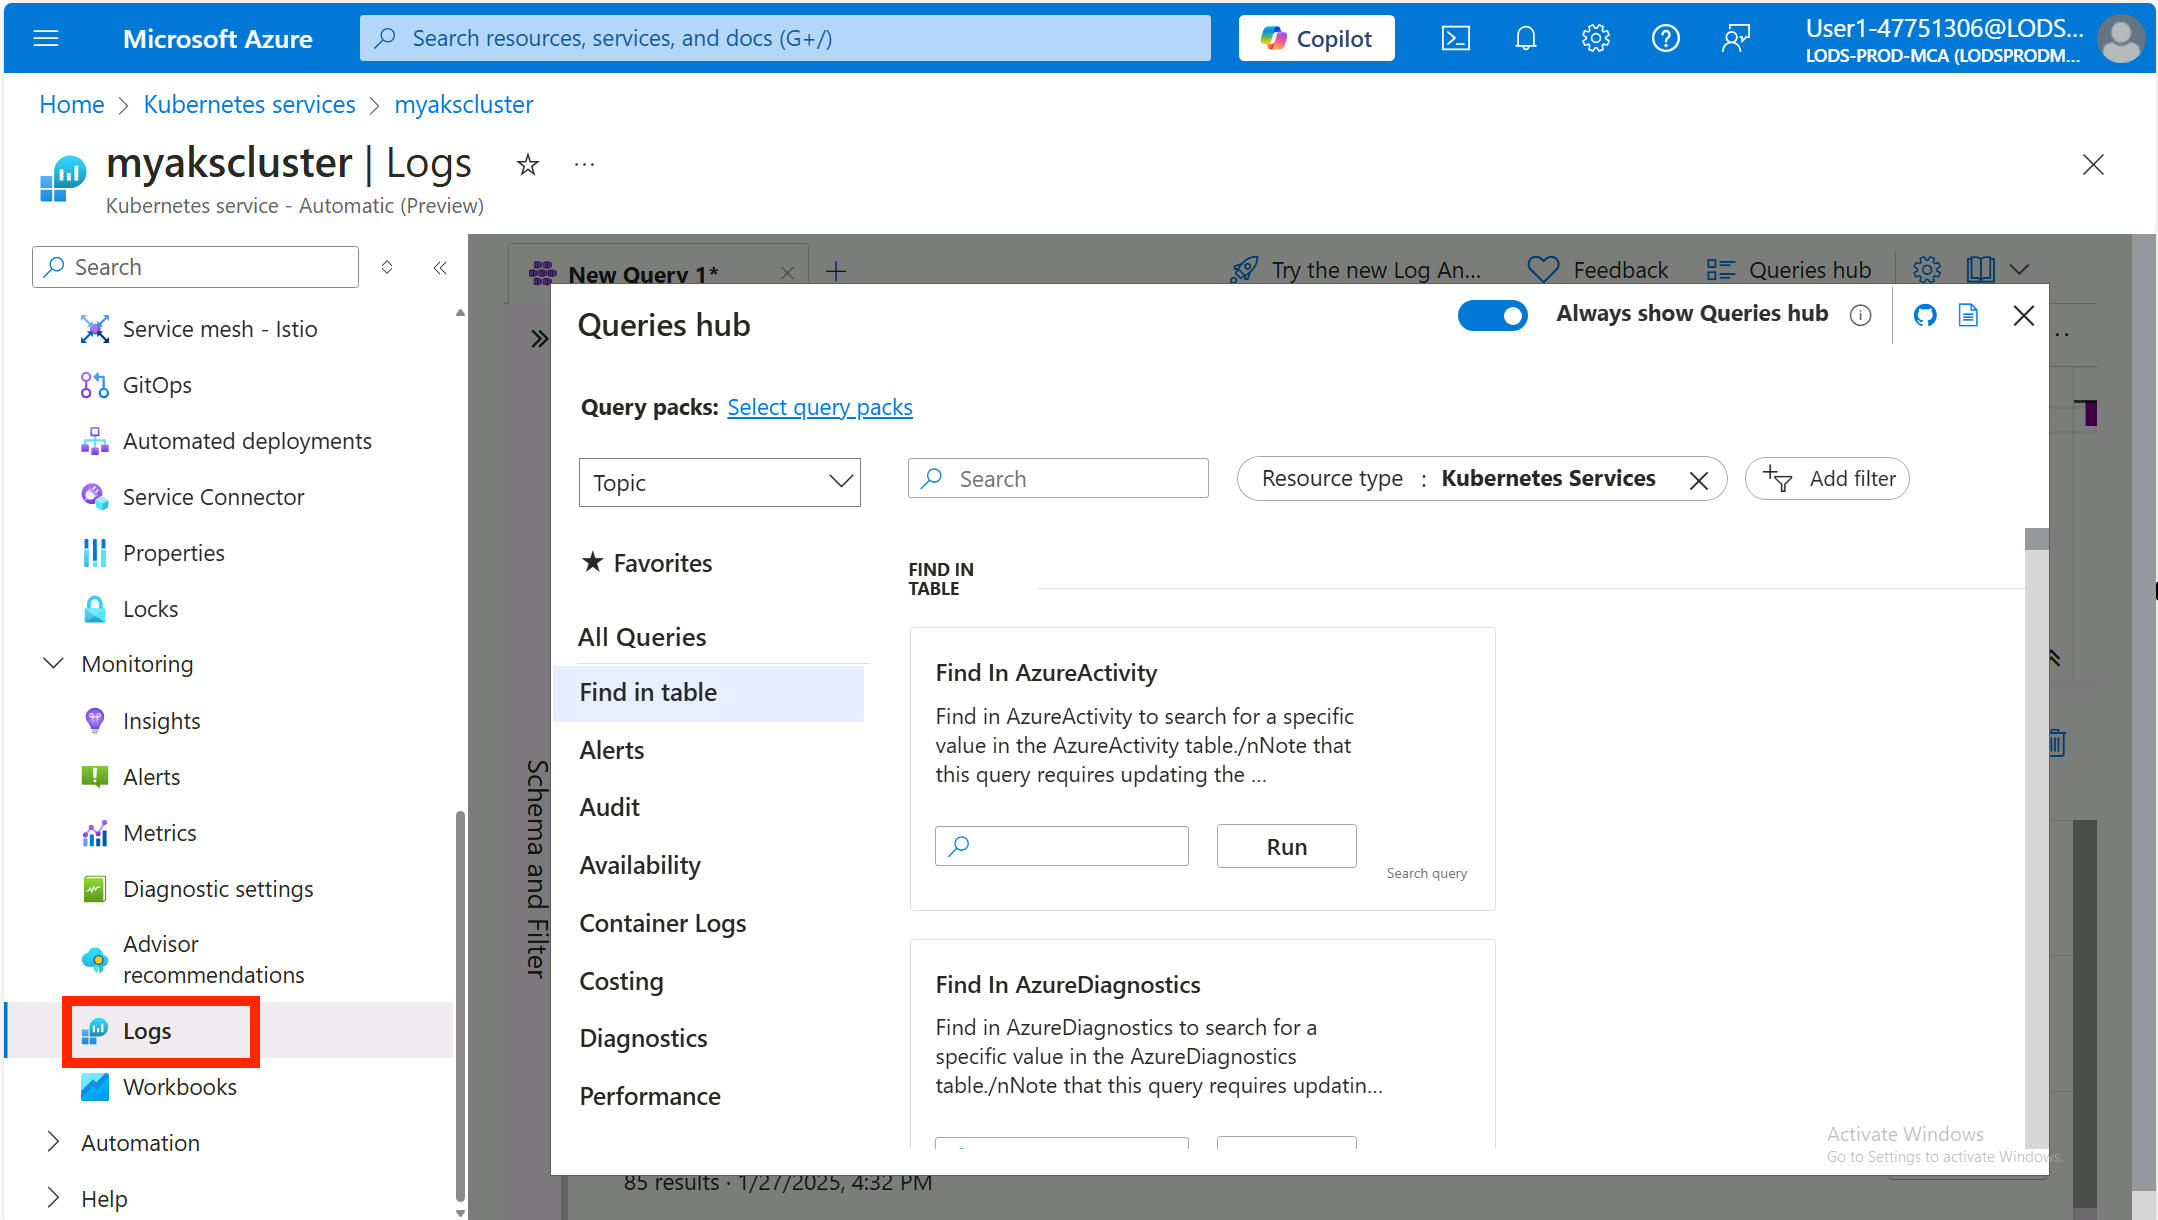 Microsoft Azure
Search resources, services, and docs (G+/)
Copilot
User1-47751306@LODS...
LODS-PROD-MCA (LODSPRODM...
Home > Kubernetes services > myakscluster
myakscluster | Logs
...
Kubernetes service - Automatic (Preview)
Search
Service mesh - Istio
GitOps
Automated deployments
Service Connector
Properties
Locks
Monitoring
Insights
Alerts
Metrics
Diagnostic settings
Advisor
recommendations
Logs
Workbooks
Automation
Help
New Query 1*
Try the new Log An...
Feedback
Queries hub
Schema and Filter
Queries hub
Always show Queries hub
Query packs: Select query packs
Topic
Search
Resource type : Kubernetes Services
Add filter
Favorites
All Queries
Find in table
Alerts
Audit
Availability
Container Logs
Costing
Diagnostics
Performance
FIND IN
TABLE
Find In AzureActivity
Find in AzureActivity to search for a specific
value in the AzureActivity table./nNote that
this query requires updating the ...
Run
Search query
Find In AzureDiagnostics
Find in AzureDiagnostics to search for a
specific value in the AzureDiagnostics
table./nNote that this query requires updatin...
Activate Windows
Go to Settings to activate Windows.
85 results · 1/27/2025, 4:32 PM